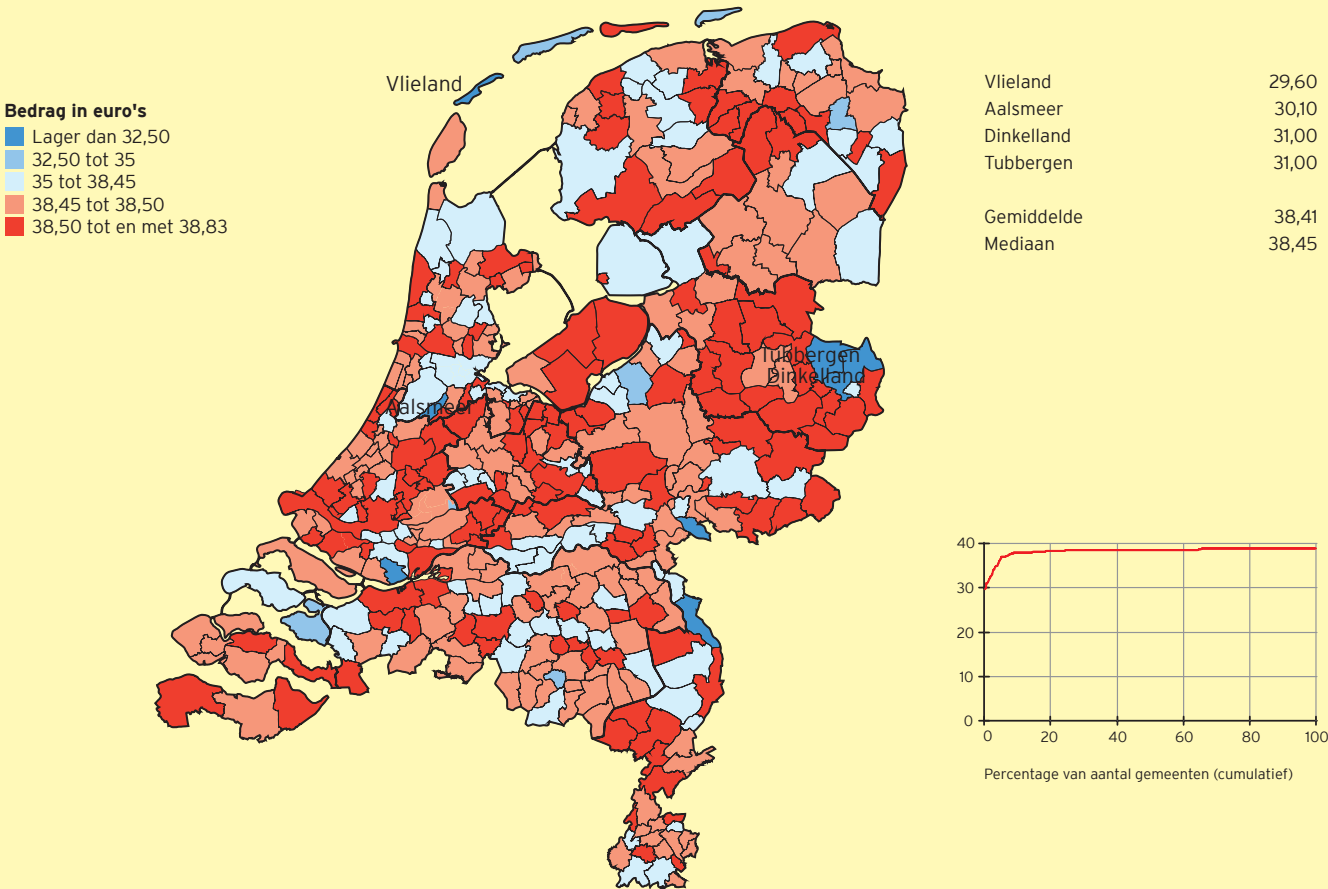 Vlieland
Bedrag in euro's
Lager dan 32,50
32,50 tot 35
35 tot 38,45
38,45 tot 38,50
38,50 tot en met 38,83
Vlieland 29,60
Aalsmeer 30,10
Dinkelland 31,00
Tubbergen 31,00
Gemiddelde 38,41
Mediaan 38,45
Tubbergen
Dinkelland
Aalsmeer
40
30
20
10
0
0 20 40 60 80 100
Percentage van aantal gemeenten (cumulatief)